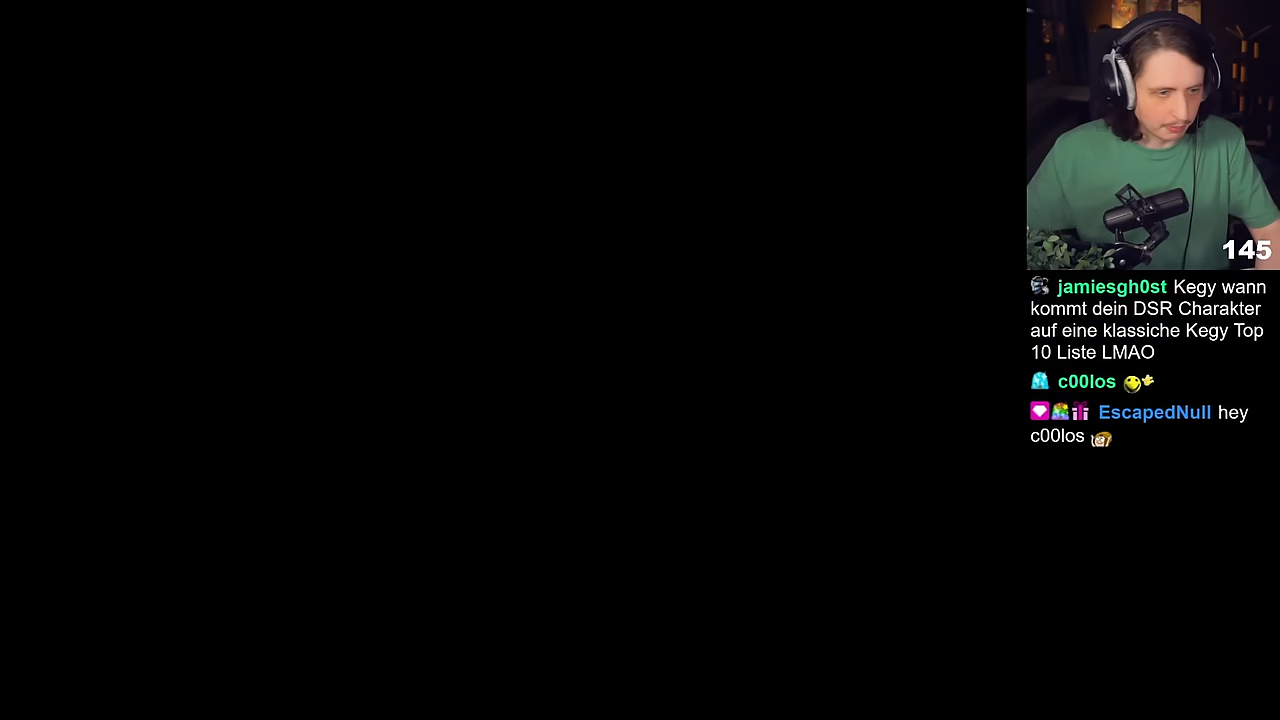 145
jamiesgh0st Kegy wann
kommt dein DSR Charakter
auf eine klassiche Kegy Top
10 Liste LMAO
c00los
EscapedNull hey
c00los